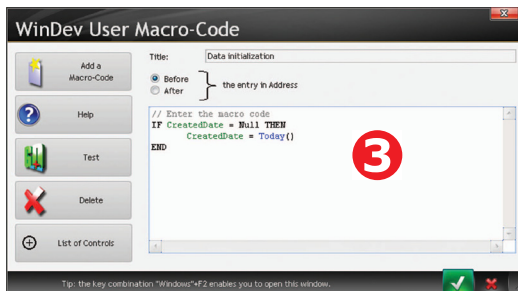 WinDev User Macro-Code
Add a
Macro-Code
Help
Test
Delete
List of Controls
Title: Data initialization
Before
After
the entry in Address
// Enter the macro code
IF CreatedDate = Null THEN
CreatedDate = Today()
END
3
Tip: the key combination "Windows"+F2 enables you to open this window.